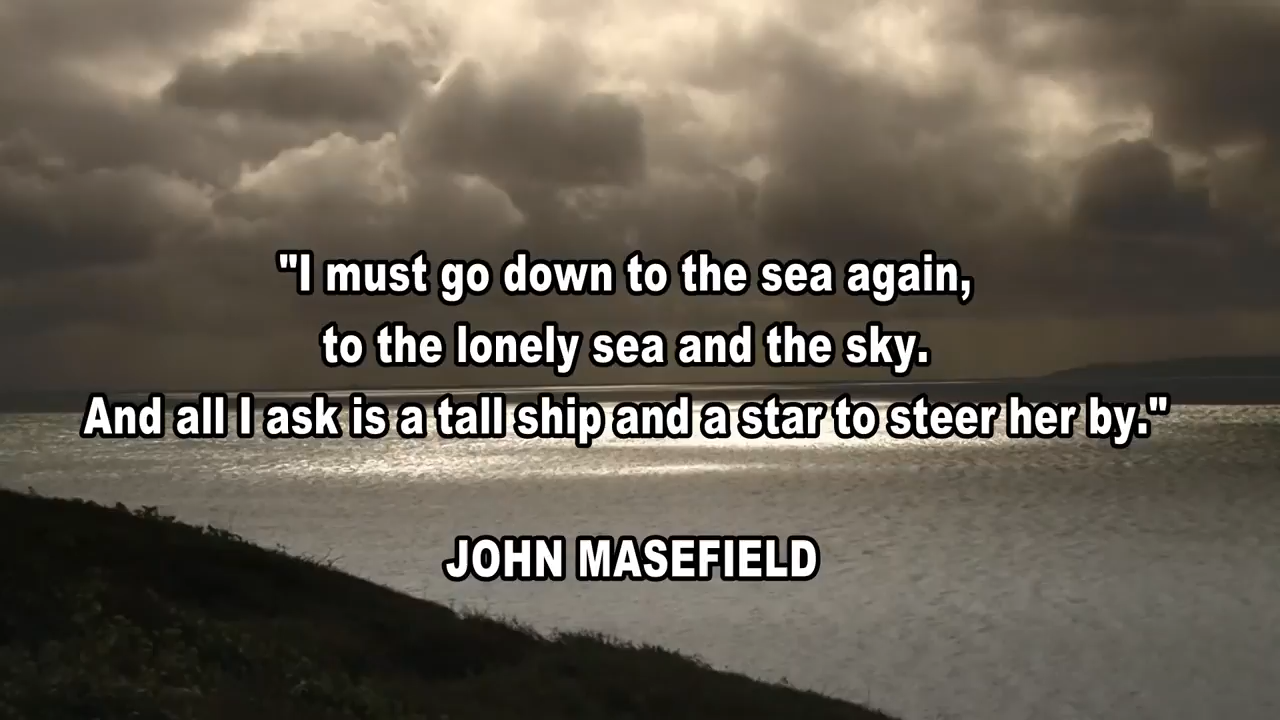 "I must go down to the sea again,
to the lonely sea and the sky.
And all I ask is a tall ship and a star to steer her by."
JOHN MASEFIELD